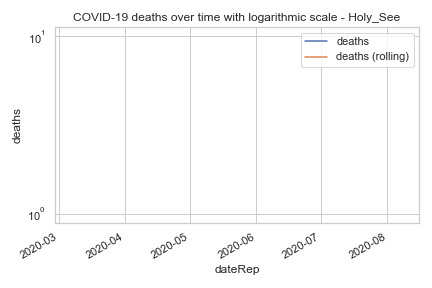 COVID-19 deaths over time with logarithmic scale - Holy_See
10¹
deaths
deaths (rolling)
deaths
10⁰
2020-03 2020-04 2020-05 2020-06 2020-07 2020-08
dateRep